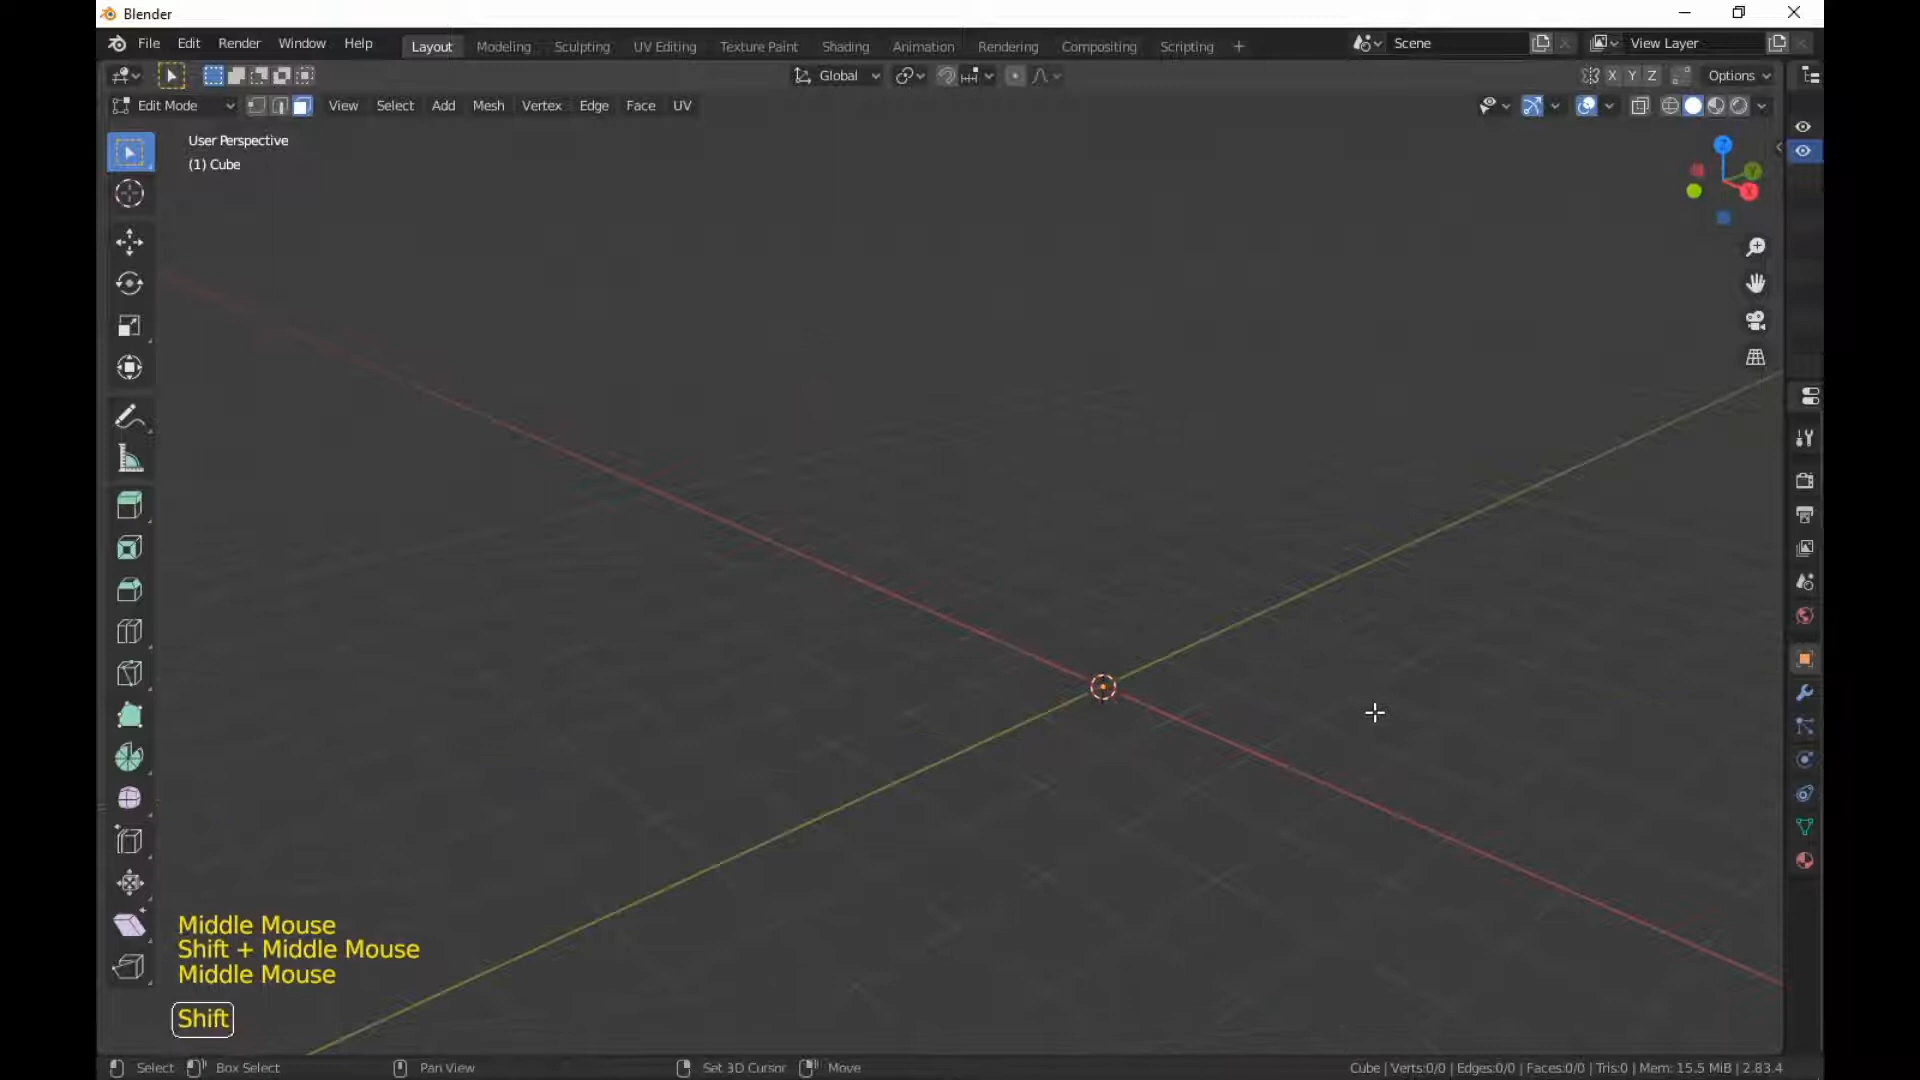 Blender
File Edit Render Window Help Layout Modeling Sculpting UV Editing Texture Paint Shading Animation Rendering Compositing Scripting + Scene View Layer
Global X Y Z Options
Edit Mode View Select Add Mesh Vertex Edge Face UV
User Perspective
(1) Cube
Z
Y
X
Middle Mouse
Shift + Middle Mouse
Middle Mouse
Shift
Select Box Select Pan View Set 3D Cursor Move Cube | Verts:0/0 | Edges:0/0 | Faces:0/0 | Tris:0 | Mem: 15.5 MiB | 2.83.4